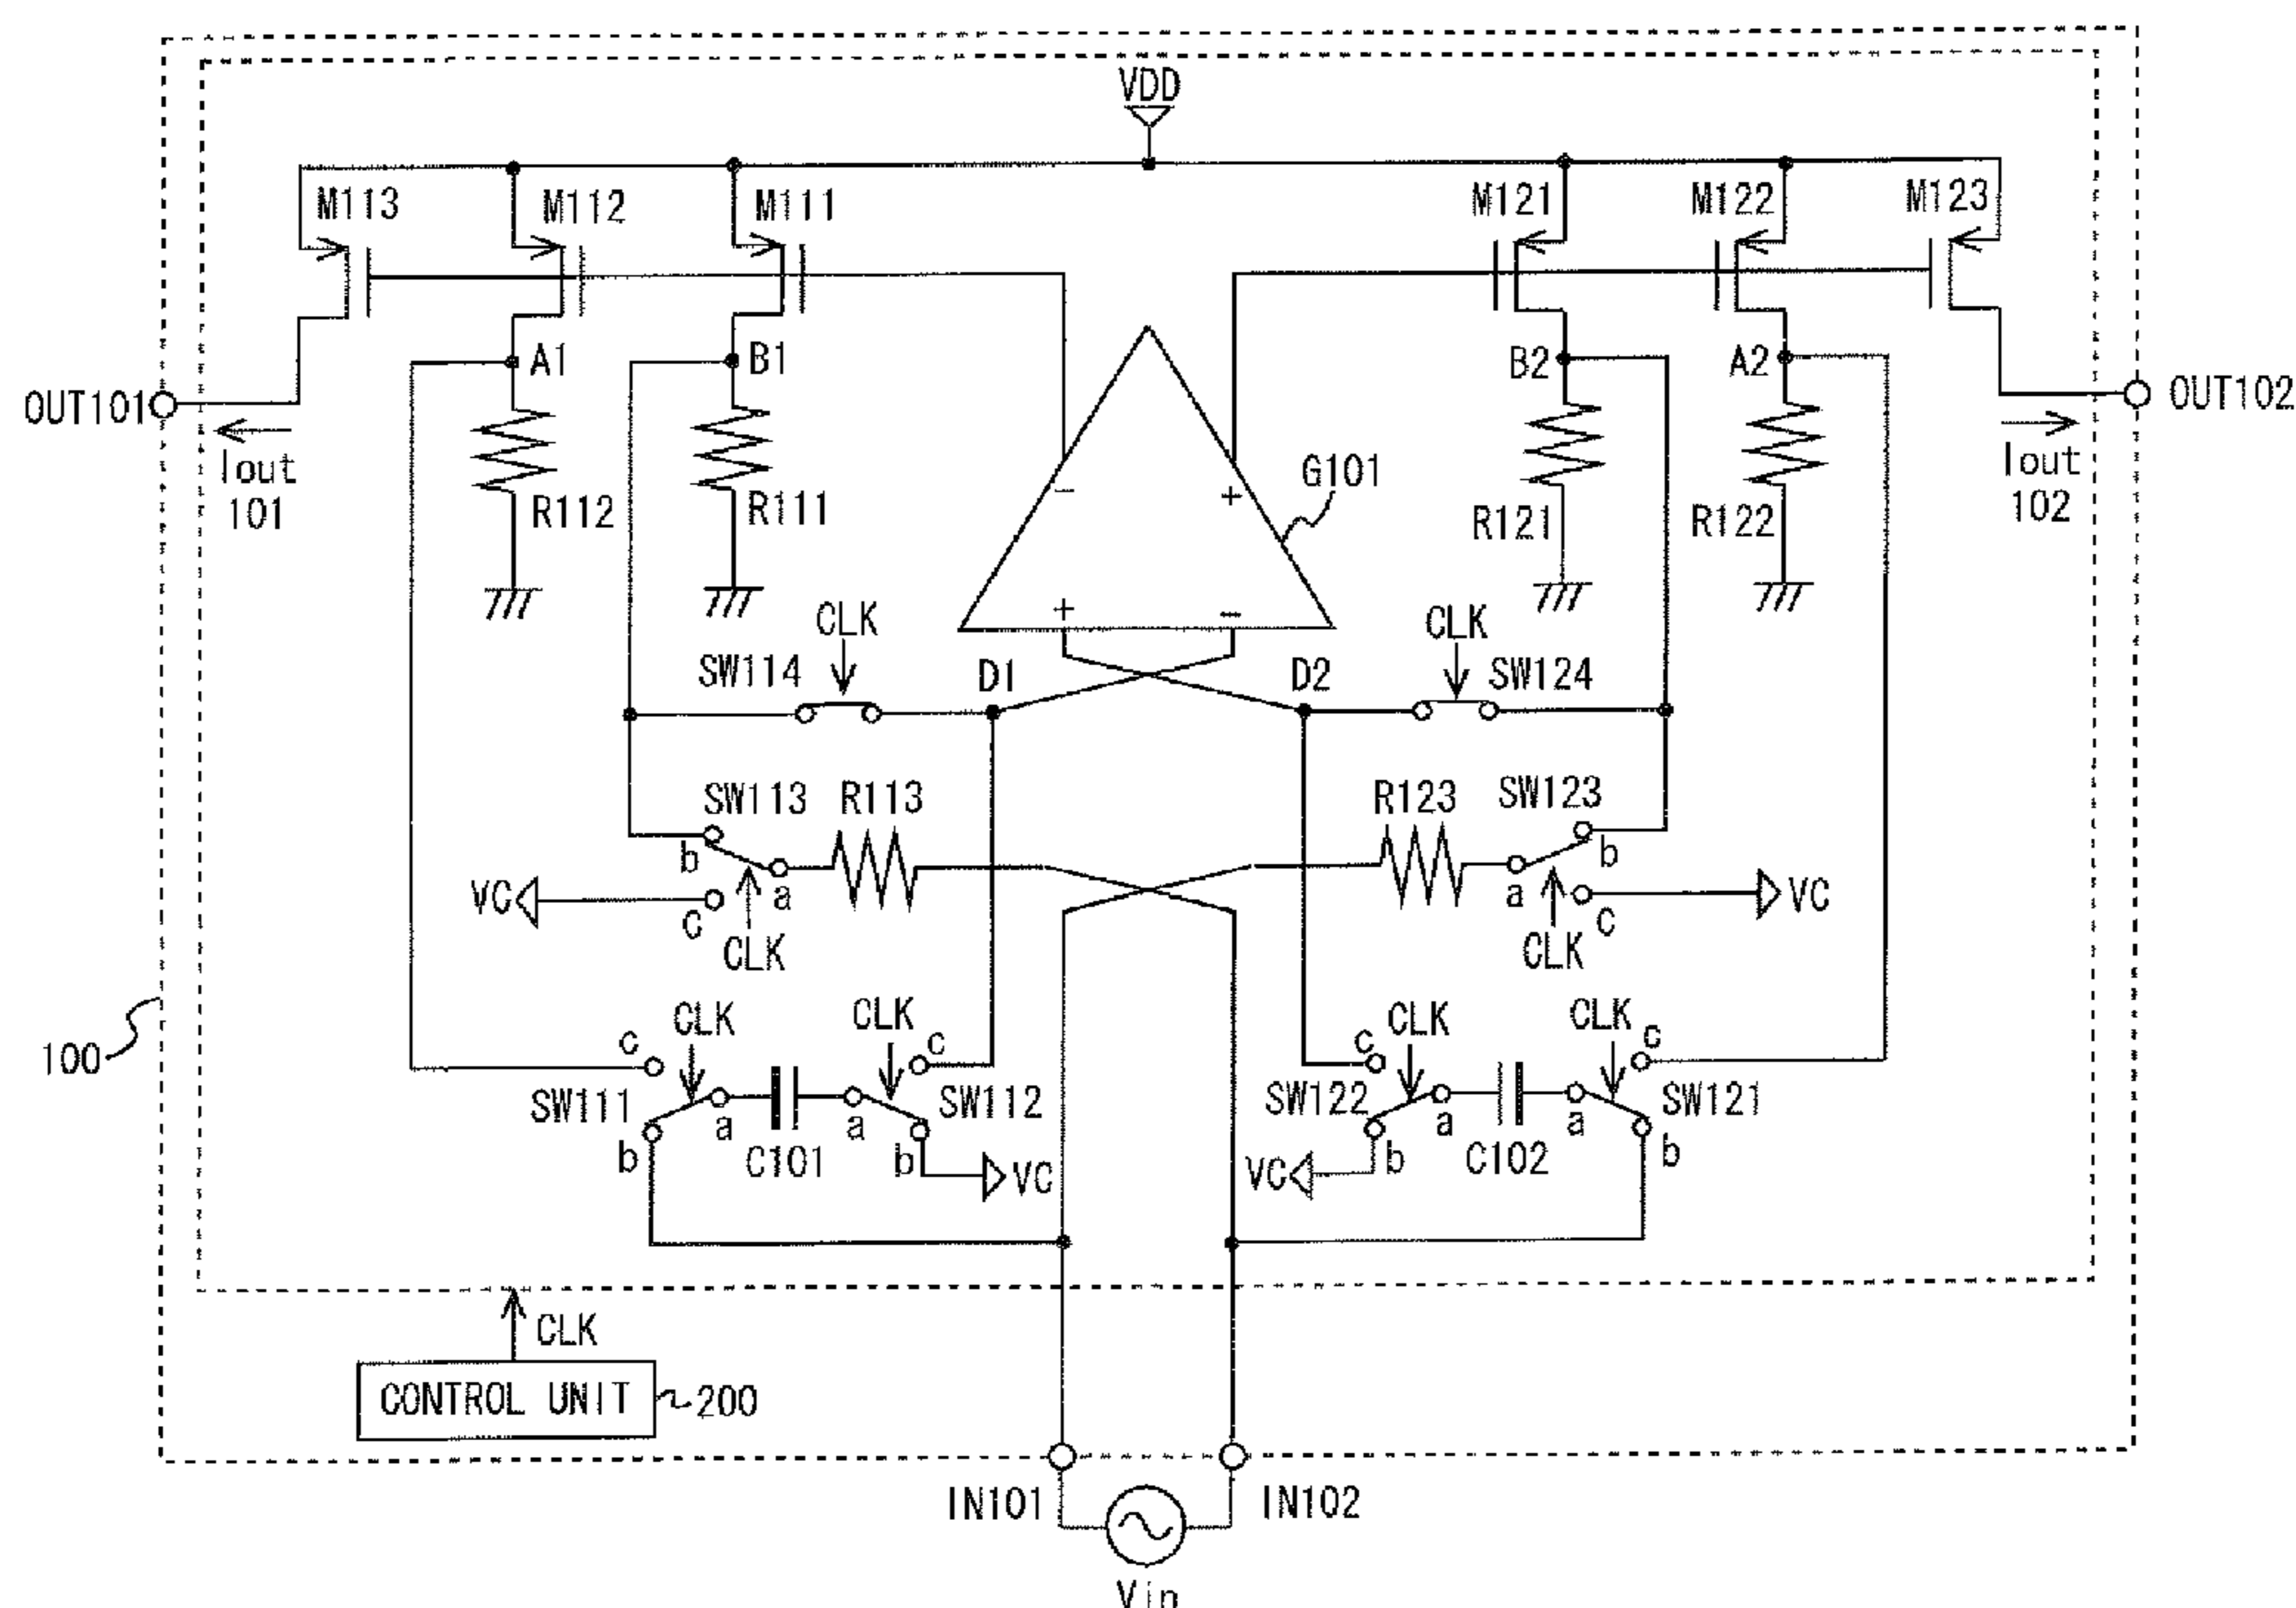 VDD
M113
M112
M111
M121
M122
M123
A1
B1
B2
A2
OUT101
OUT102
Iout
101
Iout
102
R112
R111
R121
R122
G101
-
+
+
-
CLK
SW114
D1
D2
CLK
SW124
SW113
R113
R123
SW123
b
a
c
VC
CLK
b
a
c
VC
CLK
100
c
CLK
CLK
c
c
CLK
CLK
c
SW111
SW112
SW122
SW121
a
a
a
a
b
C101
b
VC
VC
b
C102
b
CLK
CONTROL UNIT
200
IN101
IN102
Vin